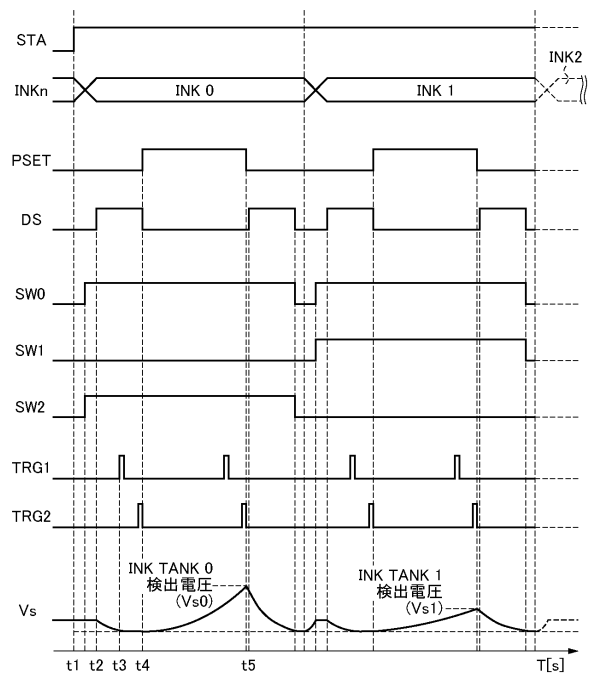 STA
INK2
INKn
INK 0
INK 1
PSET
DS
SW0
SW1
SW2
TRG1
TRG2
INK TANK 0
検出電圧
(Vs0)
INK TANK 1
検出電圧
(Vs1)
Vs
t1 t2 t3 t4 t5 T[s]